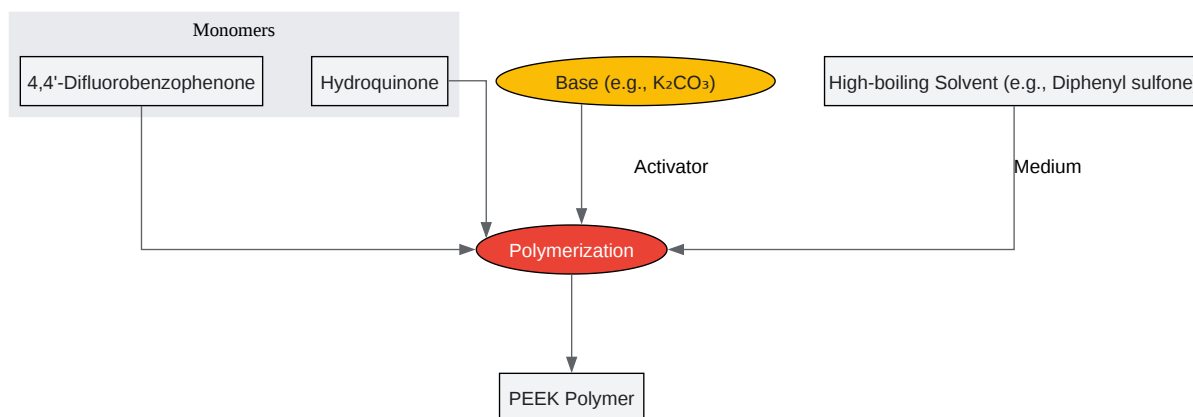 Monomers
4,4'-Difluorobenzophenone
Hydroquinone
Base (e.g., K₂CO₃)
High-boiling Solvent (e.g., Diphenyl sulfone
Activator
Medium
Polymerization
PEEK Polymer